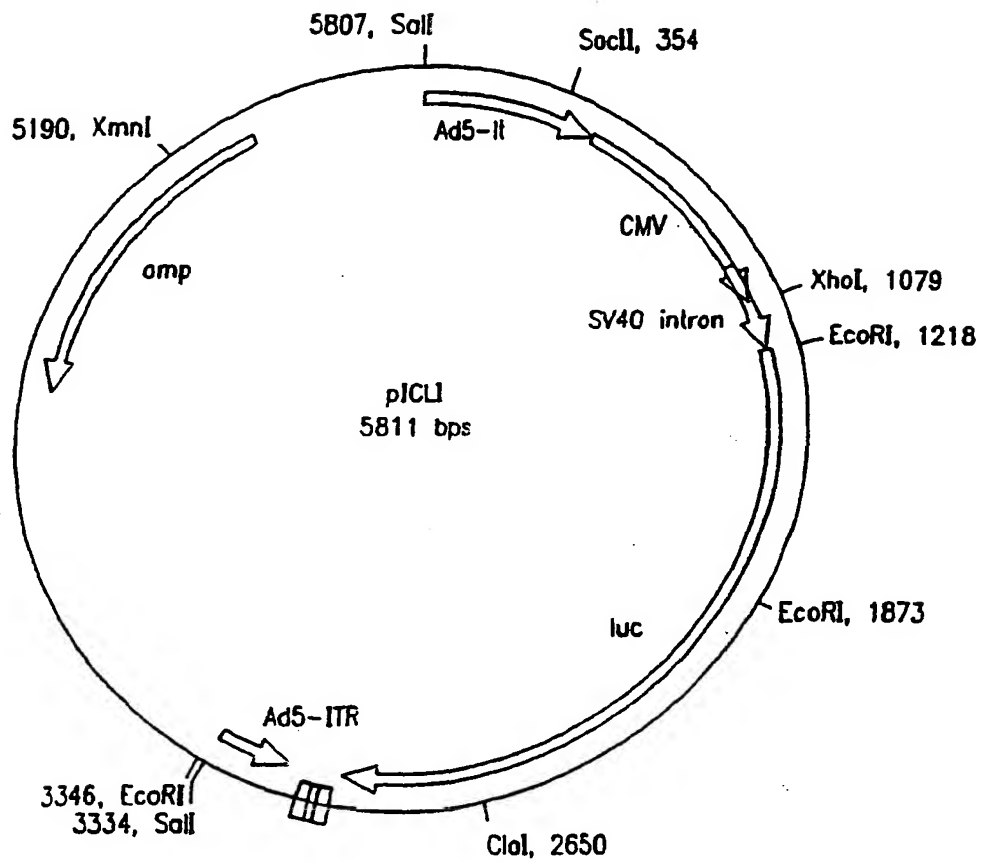 5807, SalI
SacII, 354
5190, XmnI
Ad5-It
CMV
amp
XhoI, 1079
SV40 intron
EcoRI, 1218
pICLI
5811 bps
EcoRI, 1873
luc
Ad5-ITR
3346, EcoRI
3334, SalI
ClaI, 2650